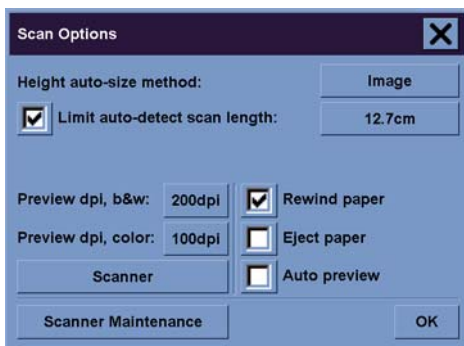 Scan Options
Height auto-size method: Image
Limit auto-detect scan length: 12.7cm
Preview dpi, b&w: 200dpi Rewind paper
Preview dpi, color: 100dpi Eject paper
Scanner Auto preview
Scanner Maintenance OK